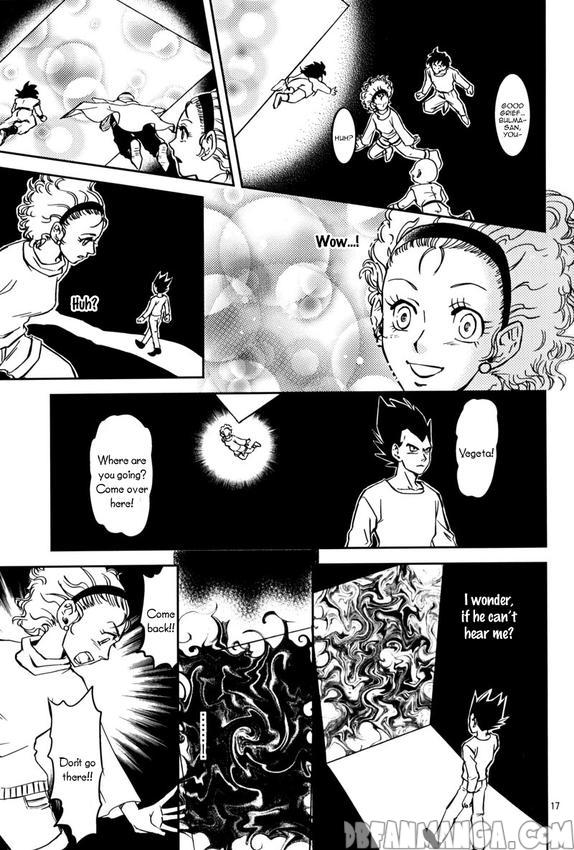 GOOD
GRIEF...
BULMA-
SAN,
YOU-
HUH?
Wow...!
Huh?
Vegeta!
Where are
you going?
Come over
here!
I wonder,
if he can't
hear me?
Come
back!!
Don't go
there!!
17
DBFANMANGA.COM